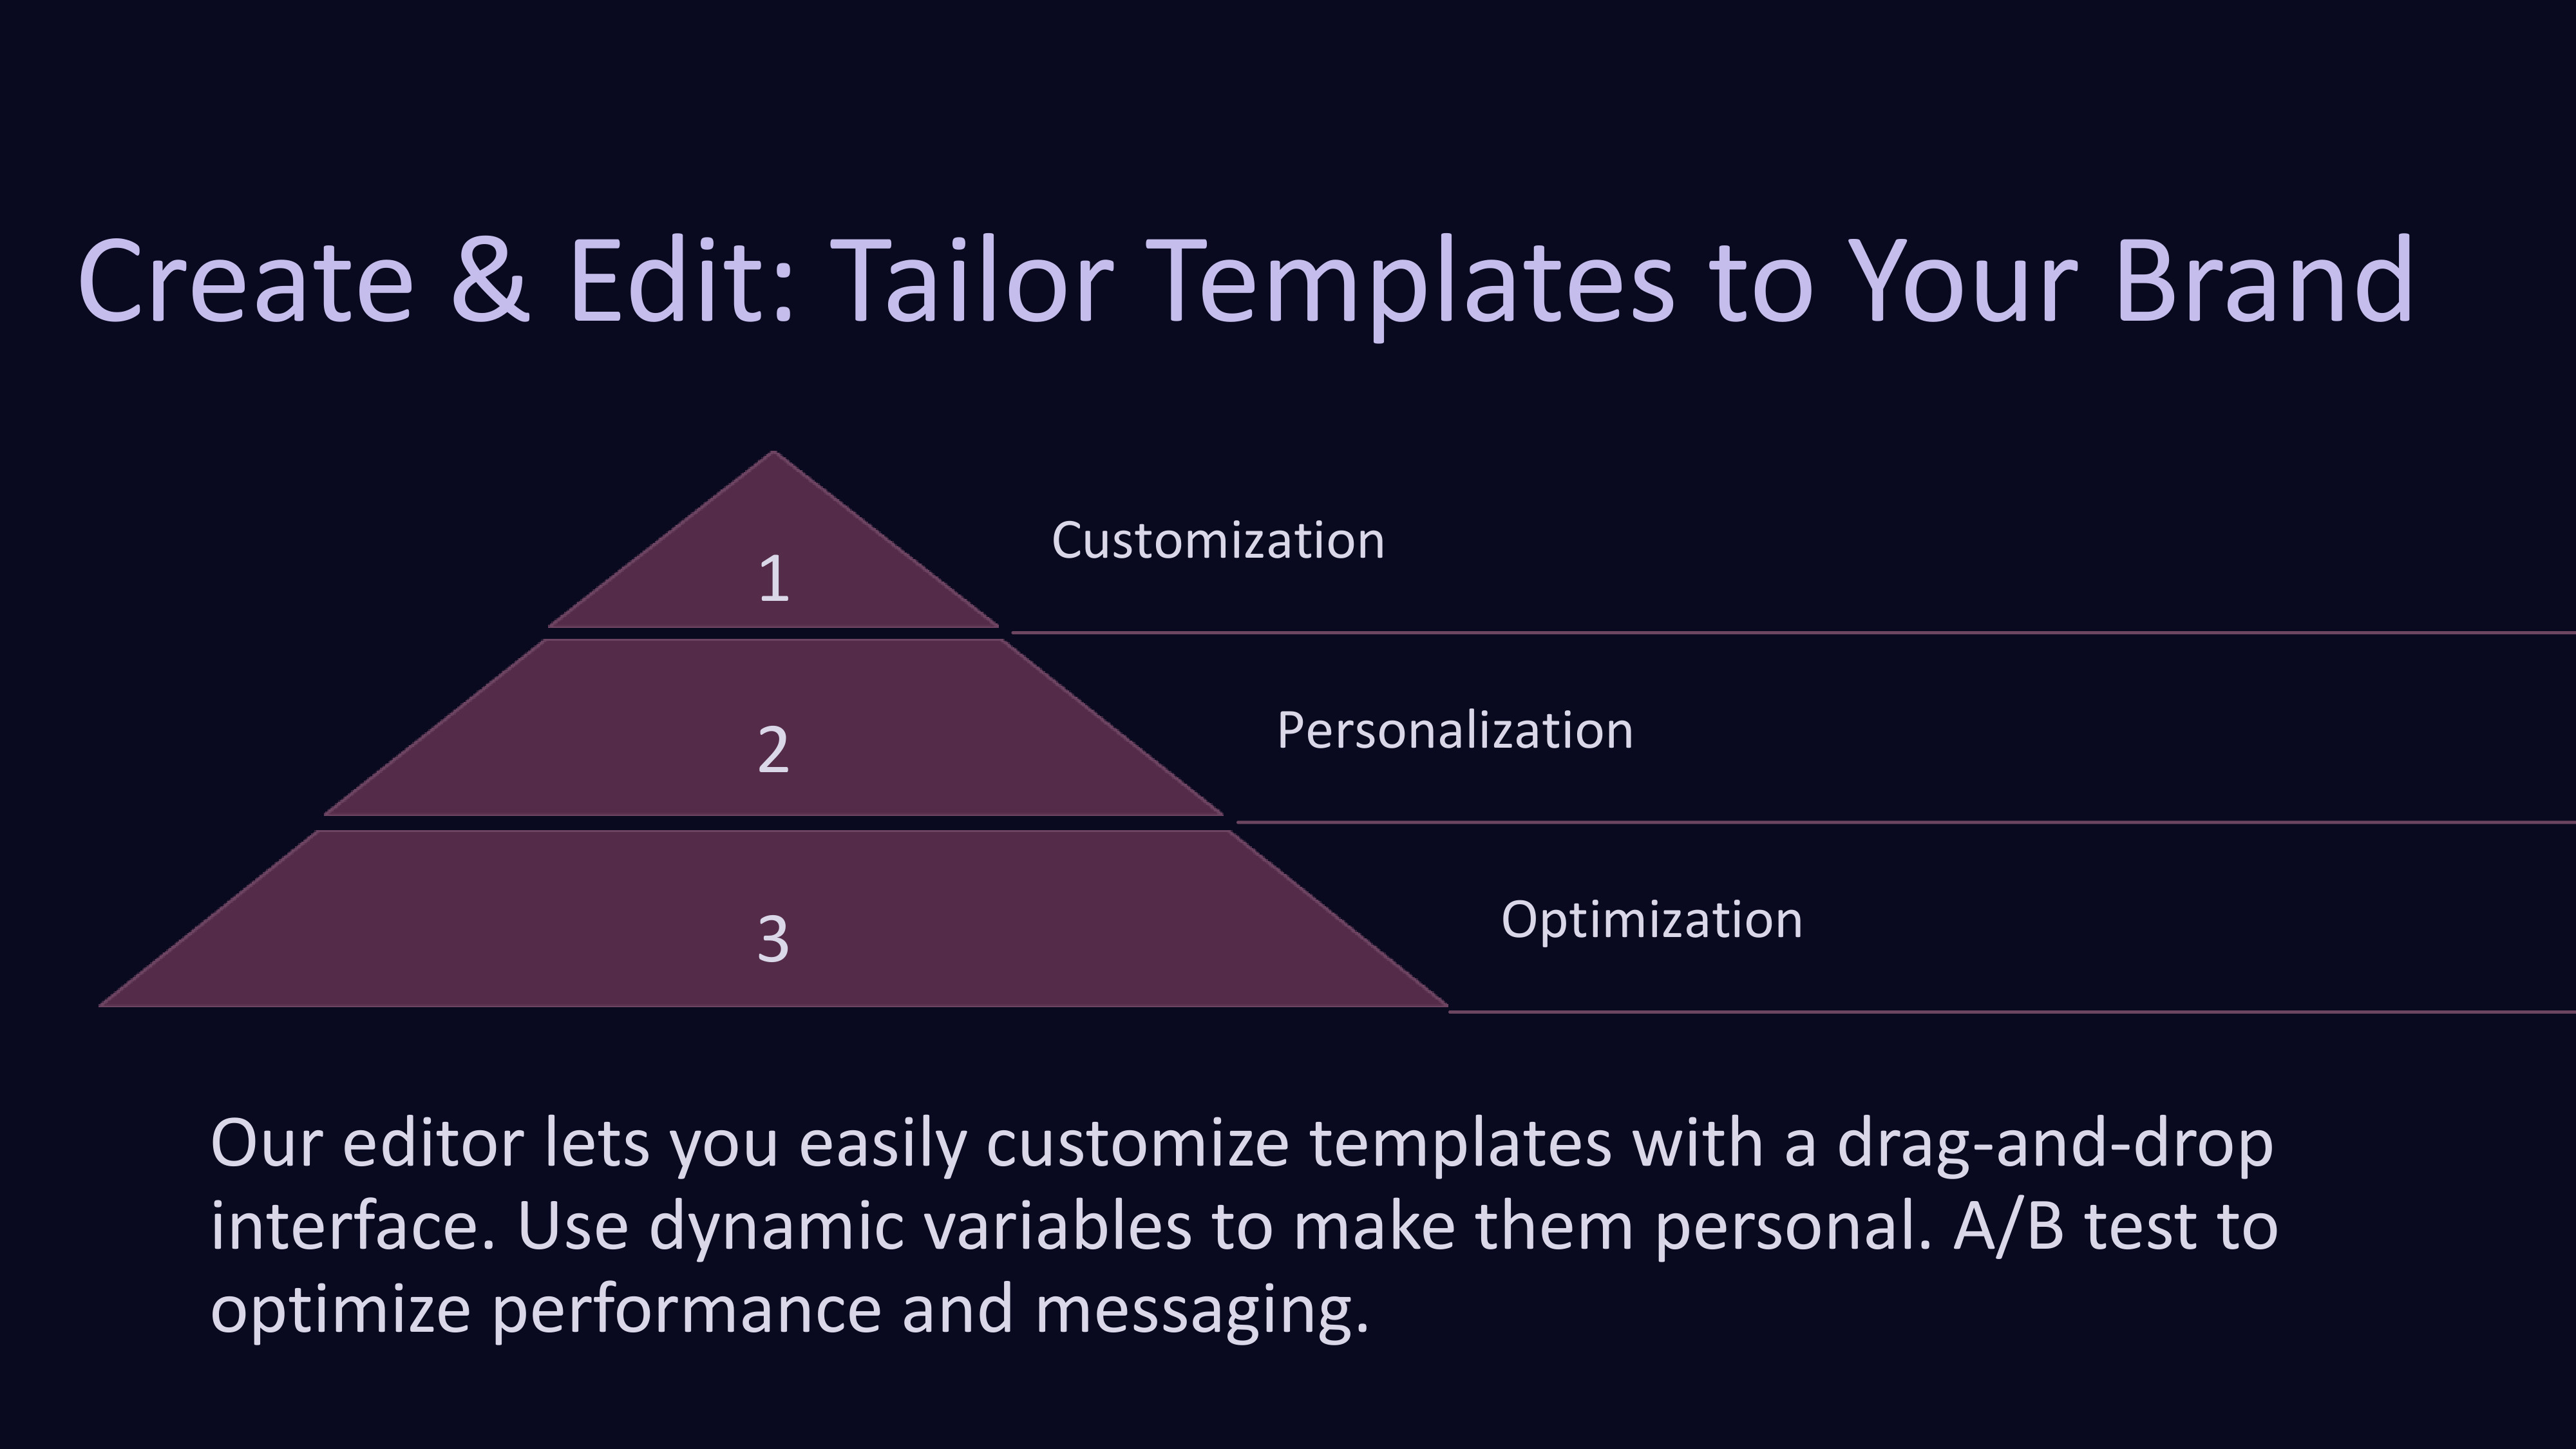 Create & Edit: Tailor Templates to Your Brand
1
Customization
2
Personalization
3
Optimization
Our editor lets you easily customize templates with a drag-and-drop
interface. Use dynamic variables to make them personal. A/B test to
optimize performance and messaging.